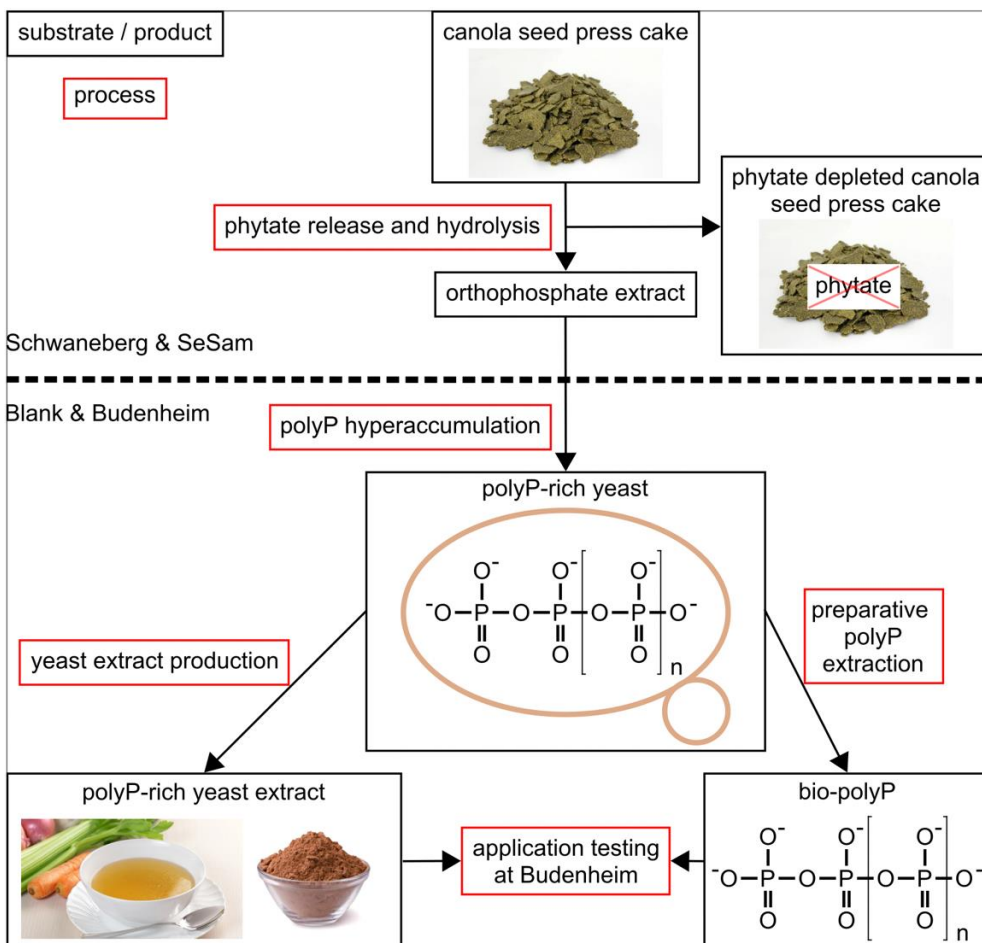 substrate / product
process
canola seed press cake
phytate release and hydrolysis
phytate depleted canola
seed press cake
phytate
orthophosphate extract
Schwaneberg & SeSam
Blank & Budenheim
polyP hyperaccumulation
polyP-rich yeast
O⁻ O⁻ O⁻
⁻O P O P O P O⁻
O O O
n
yeast extract production
preparative
polyP
extraction
polyP-rich yeast extract
application testing
at Budenheim
bio-polyP
O⁻ O⁻ O⁻
⁻O P O P O P O⁻
O O O
n